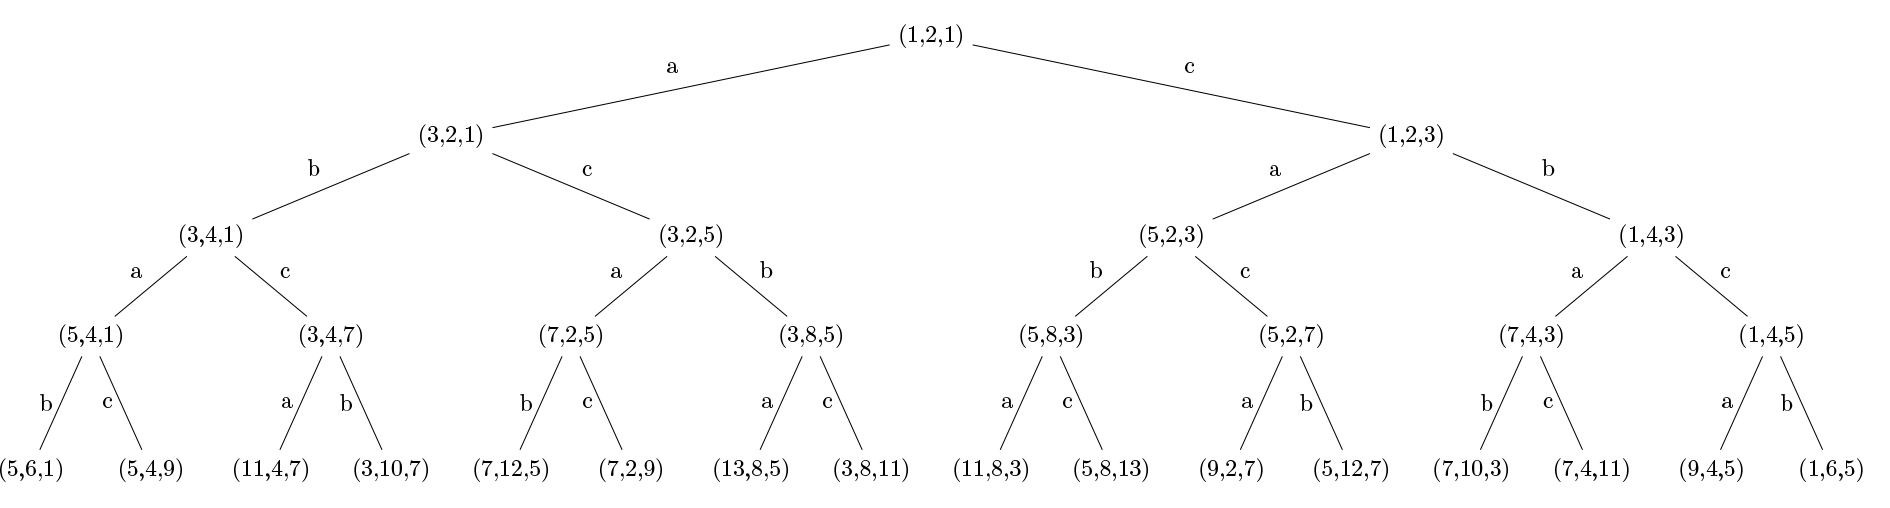 (1,2,1)
a c
(3,2,1) (1,2,3)
b c a b
(3,4,1) (3,2,5) (5,2,3) (1,4,3)
a c a b b c a c
(5,4,1) (3,4,7) (7,2,5) (3,8,5) (5,8,3) (5,2,7) (7,4,3) (1,4,5)
b c a b b c a c a c a b b c a b
(5,6,1) (5,4,9) (11,4,7) (3,10,7) (7,12,5) (7,2,9) (13,8,5) (3,8,11) (11,8,3) (5,8,13) (9,2,7) (5,12,7) (7,10,3) (7,4,11) (9,4,5) (1,6,5)